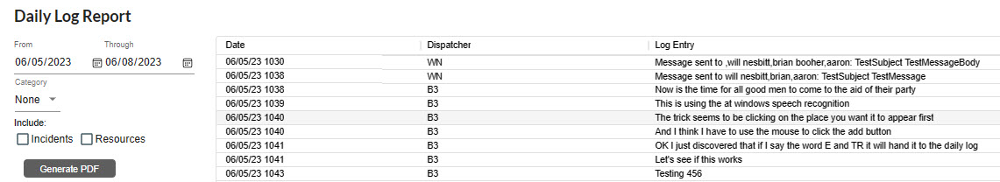 Daily Log Report
From Through
06/05/2023 06/08/2023
Category
None
Include:
Incidents Resources
Generate PDF
Date Dispatcher Log Entry
06/05/23 1030 WN Message sent to ,will nesbitt,brian booher,aaron: TestSubject TestMessageBody
06/05/23 1038 WN Message sent to will nesbitt,brian,aaron: TestSubject TestMessage
06/05/23 1038 B3 Now is the time for all good men to come to the aid of their party
06/05/23 1039 B3 This is using the at windows speech recognition
06/05/23 1040 B3 The trick seems to be clicking on the place you want it to appear first
06/05/23 1040 B3 And I think I have to use the mouse to click the add button
06/05/23 1041 B3 OK I just discovered that if I say the word E and TR it will hand it to the daily log
06/05/23 1041 B3 Let's see if this works
06/05/23 1043 B3 Testing 456